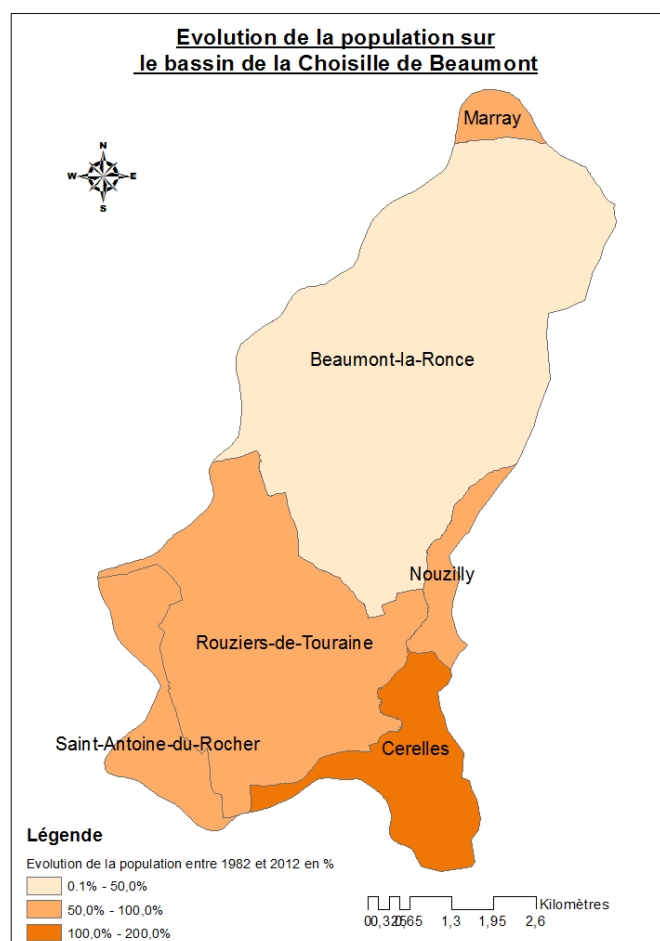 Evolution de la population sur
le bassin de la Choisille de Beaumont
Marray
N
W E
S
Beaumont-la-Ronce
Nouzilly
Rouziers-de-Touraine
Saint-Antoine-du-Rocher
Cerelles
Légende
Evolution de la population entre 1982 et 2012 en %
0.1% - 50,0%
50,0% - 100,0%
100,0% - 200,0%
Kilomètres
1,3 1,95 2,6